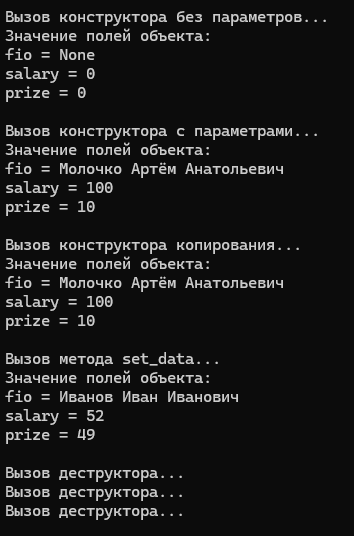 Вызов конструктора без параметров...
Значение полей объекта:
fio = None
salary = 0
prize = 0

Вызов конструктора с параметрами...
Значение полей объекта:
fio = Молочко Артём Анатольевич
salary = 100
prize = 10

Вызов конструктора копирования...
Значение полей объекта:
fio = Молочко Артём Анатольевич
salary = 100
prize = 10

Вызов метода set_data...
Значение полей объекта:
fio = Иванов Иван Иванович
salary = 52
prize = 49

Вызов деструктора...
Вызов деструктора...
Вызов деструктора...